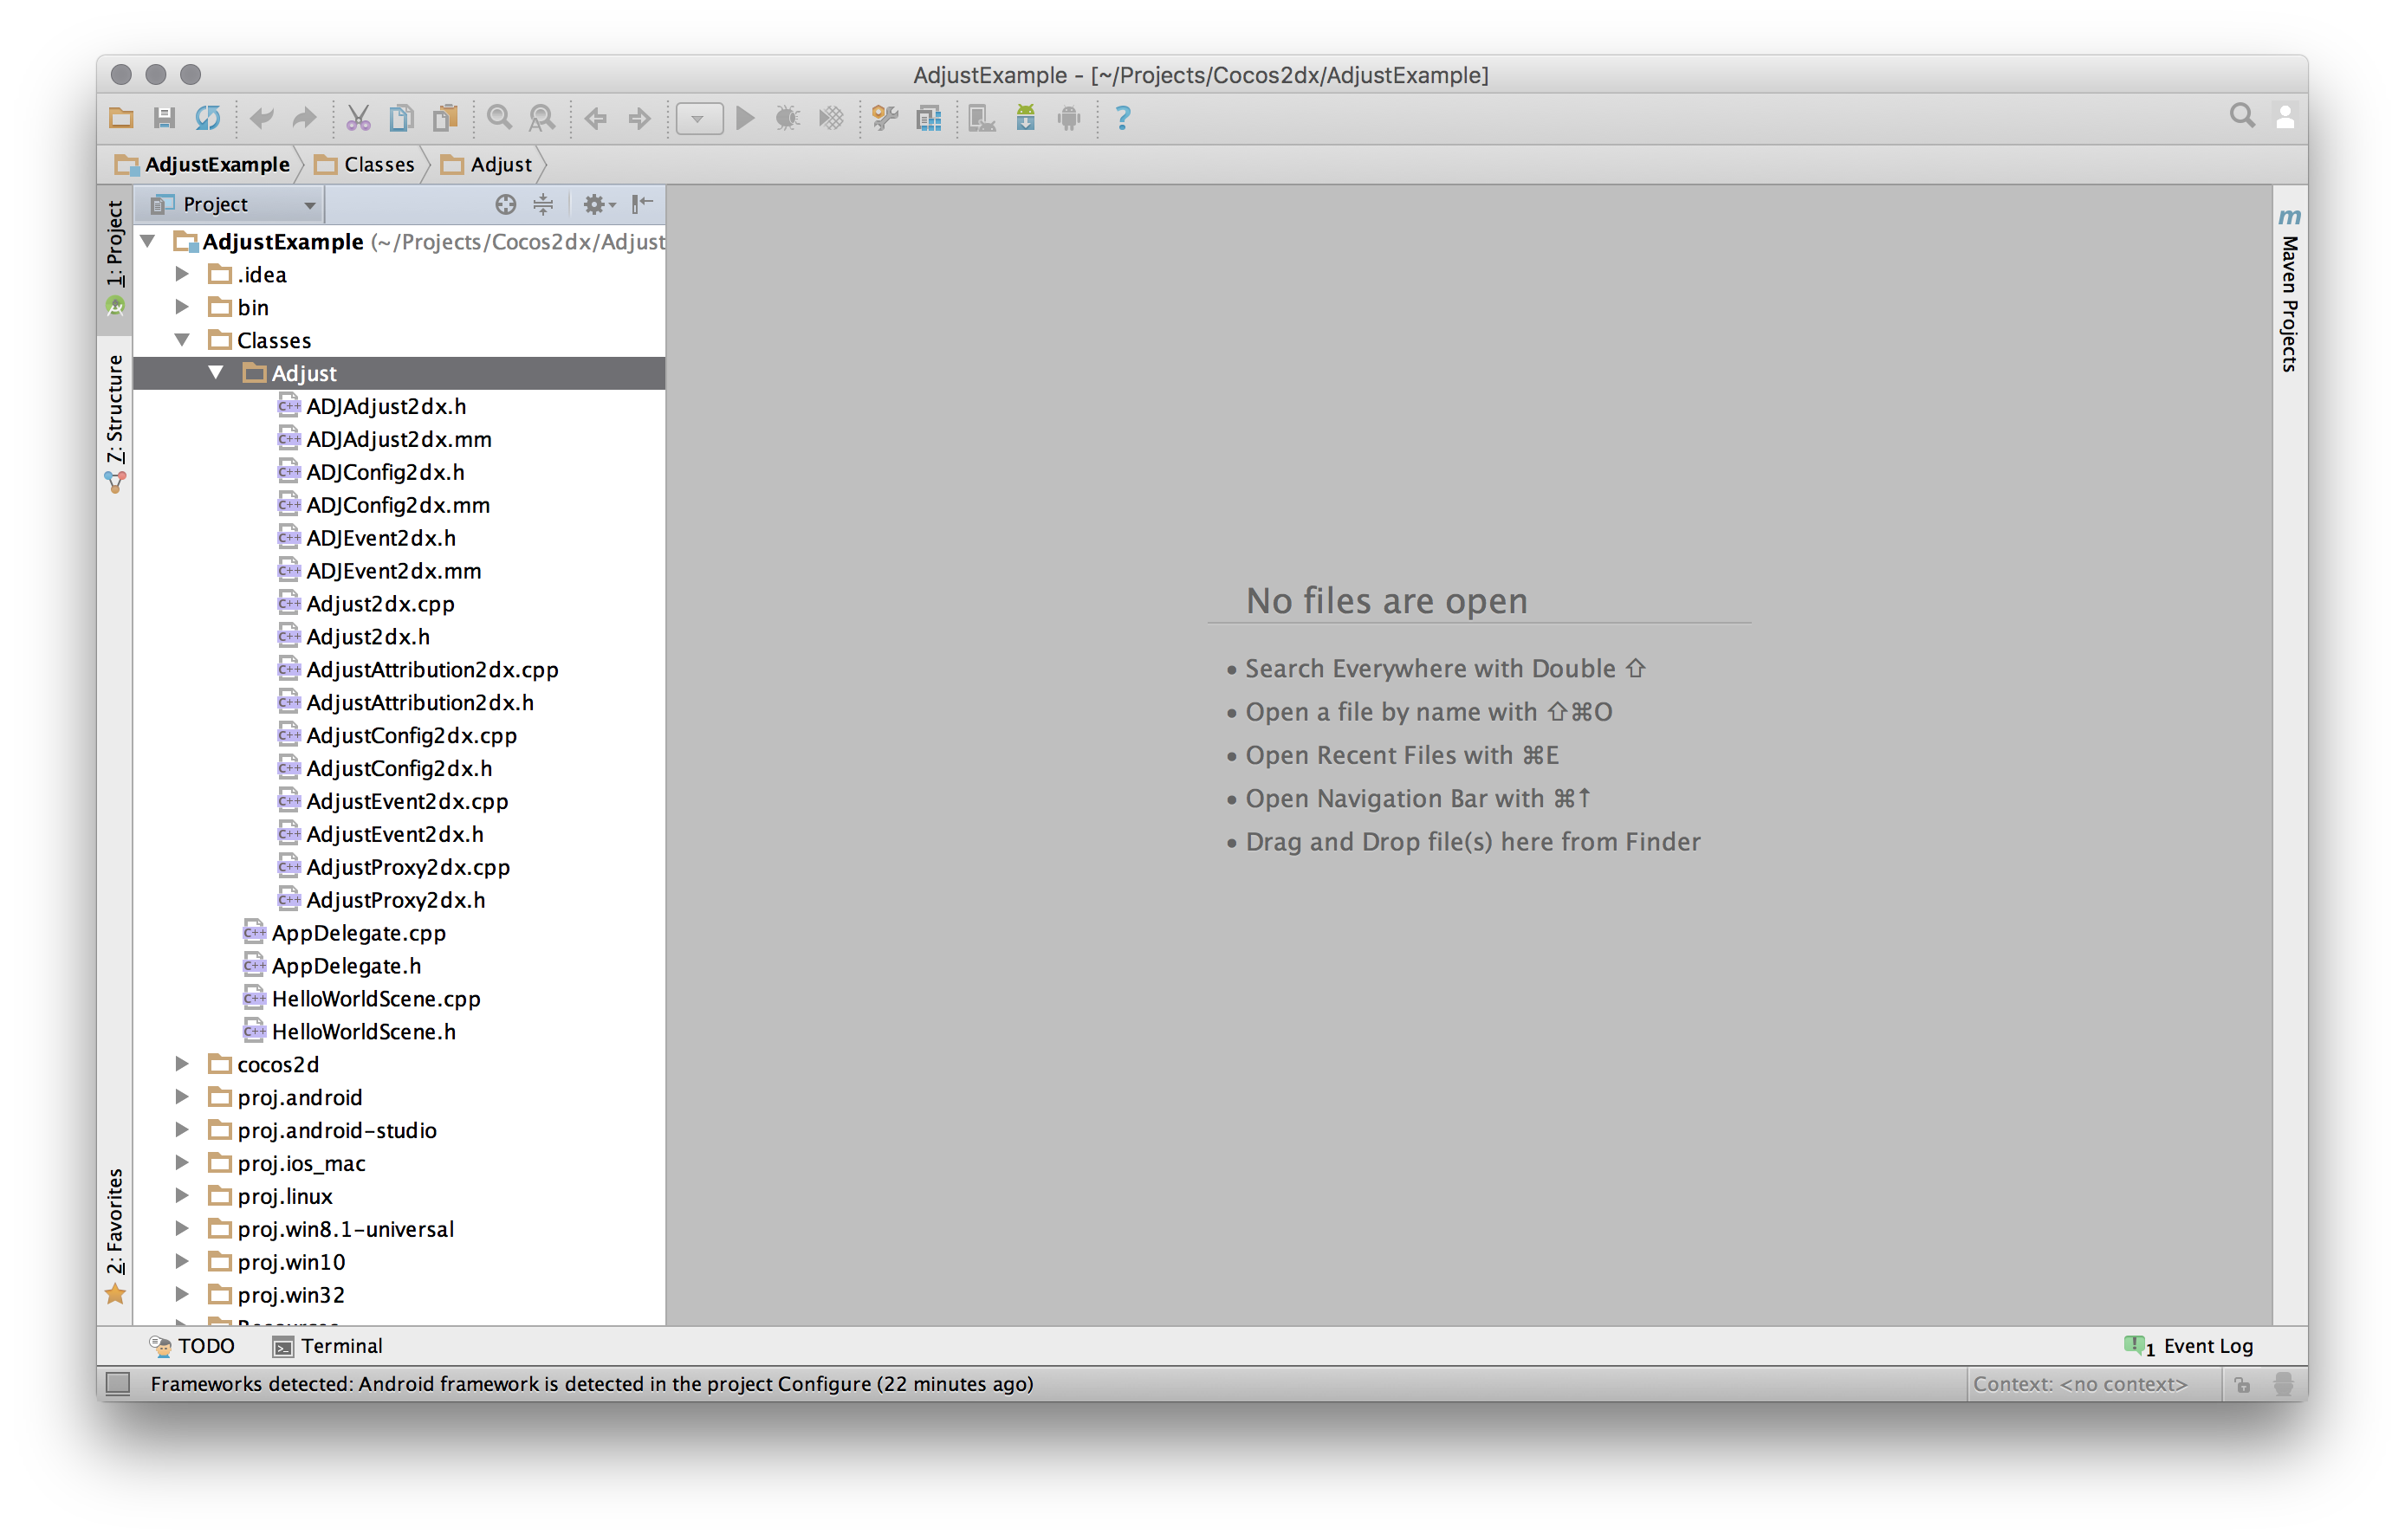 AdjustExample - [~/Projects/Cocos2dx/AdjustExample]
?
AdjustExample Classes Adjust
1: Project
7: Structure
2: Favorites
Project
AdjustExample (~/Projects/Cocos2dx/Adjust
.idea
bin
Classes
Adjust
ADJAdjust2dx.h
ADJAdjust2dx.mm
ADJConfig2dx.h
ADJConfig2dx.mm
ADJEvent2dx.h
ADJEvent2dx.mm
Adjust2dx.cpp
Adjust2dx.h
AdjustAttribution2dx.cpp
AdjustAttribution2dx.h
AdjustConfig2dx.cpp
AdjustConfig2dx.h
AdjustEvent2dx.cpp
AdjustEvent2dx.h
AdjustProxy2dx.cpp
AdjustProxy2dx.h
AppDelegate.cpp
AppDelegate.h
HelloWorldScene.cpp
HelloWorldScene.h
cocos2d
proj.android
proj.android-studio
proj.ios_mac
proj.linux
proj.win8.1-universal
proj.win10
proj.win32
No files are open
• Search Everywhere with Double ⇧
• Open a file by name with ⇧⌘O
• Open Recent Files with ⌘E
• Open Navigation Bar with ⌘↑
• Drag and Drop file(s) here from Finder
m Maven Projects
TODO Terminal
1 Event Log
Frameworks detected: Android framework is detected in the project Configure (22 minutes ago)
Context: <no context>